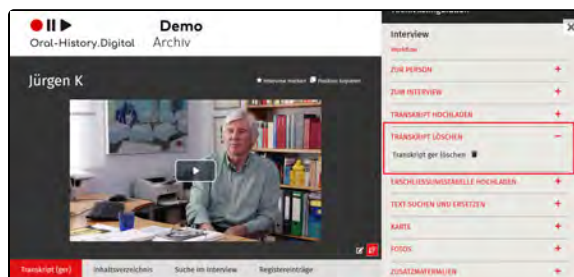 Demo
Oral-History.Digital Archiv
Jürgen K
Interview merken Position kopieren
Transkript (ger) Inhaltsverzeichnis Suche im Interview Registereinträge
Interview
Workflow
ZUR PERSON +
ZUM INTERVIEW +
TRANSKRIPT HOCHLADEN +
TRANSKRIPT LÖSCHEN −
Transkript ger löschen
ERSCHLIESSUNGSTABELLE HOCHLADEN +
TEXT SUCHEN UND ERSETZEN +
KARTE +
FOTOS +
ZUSATZMATERIALIEN +